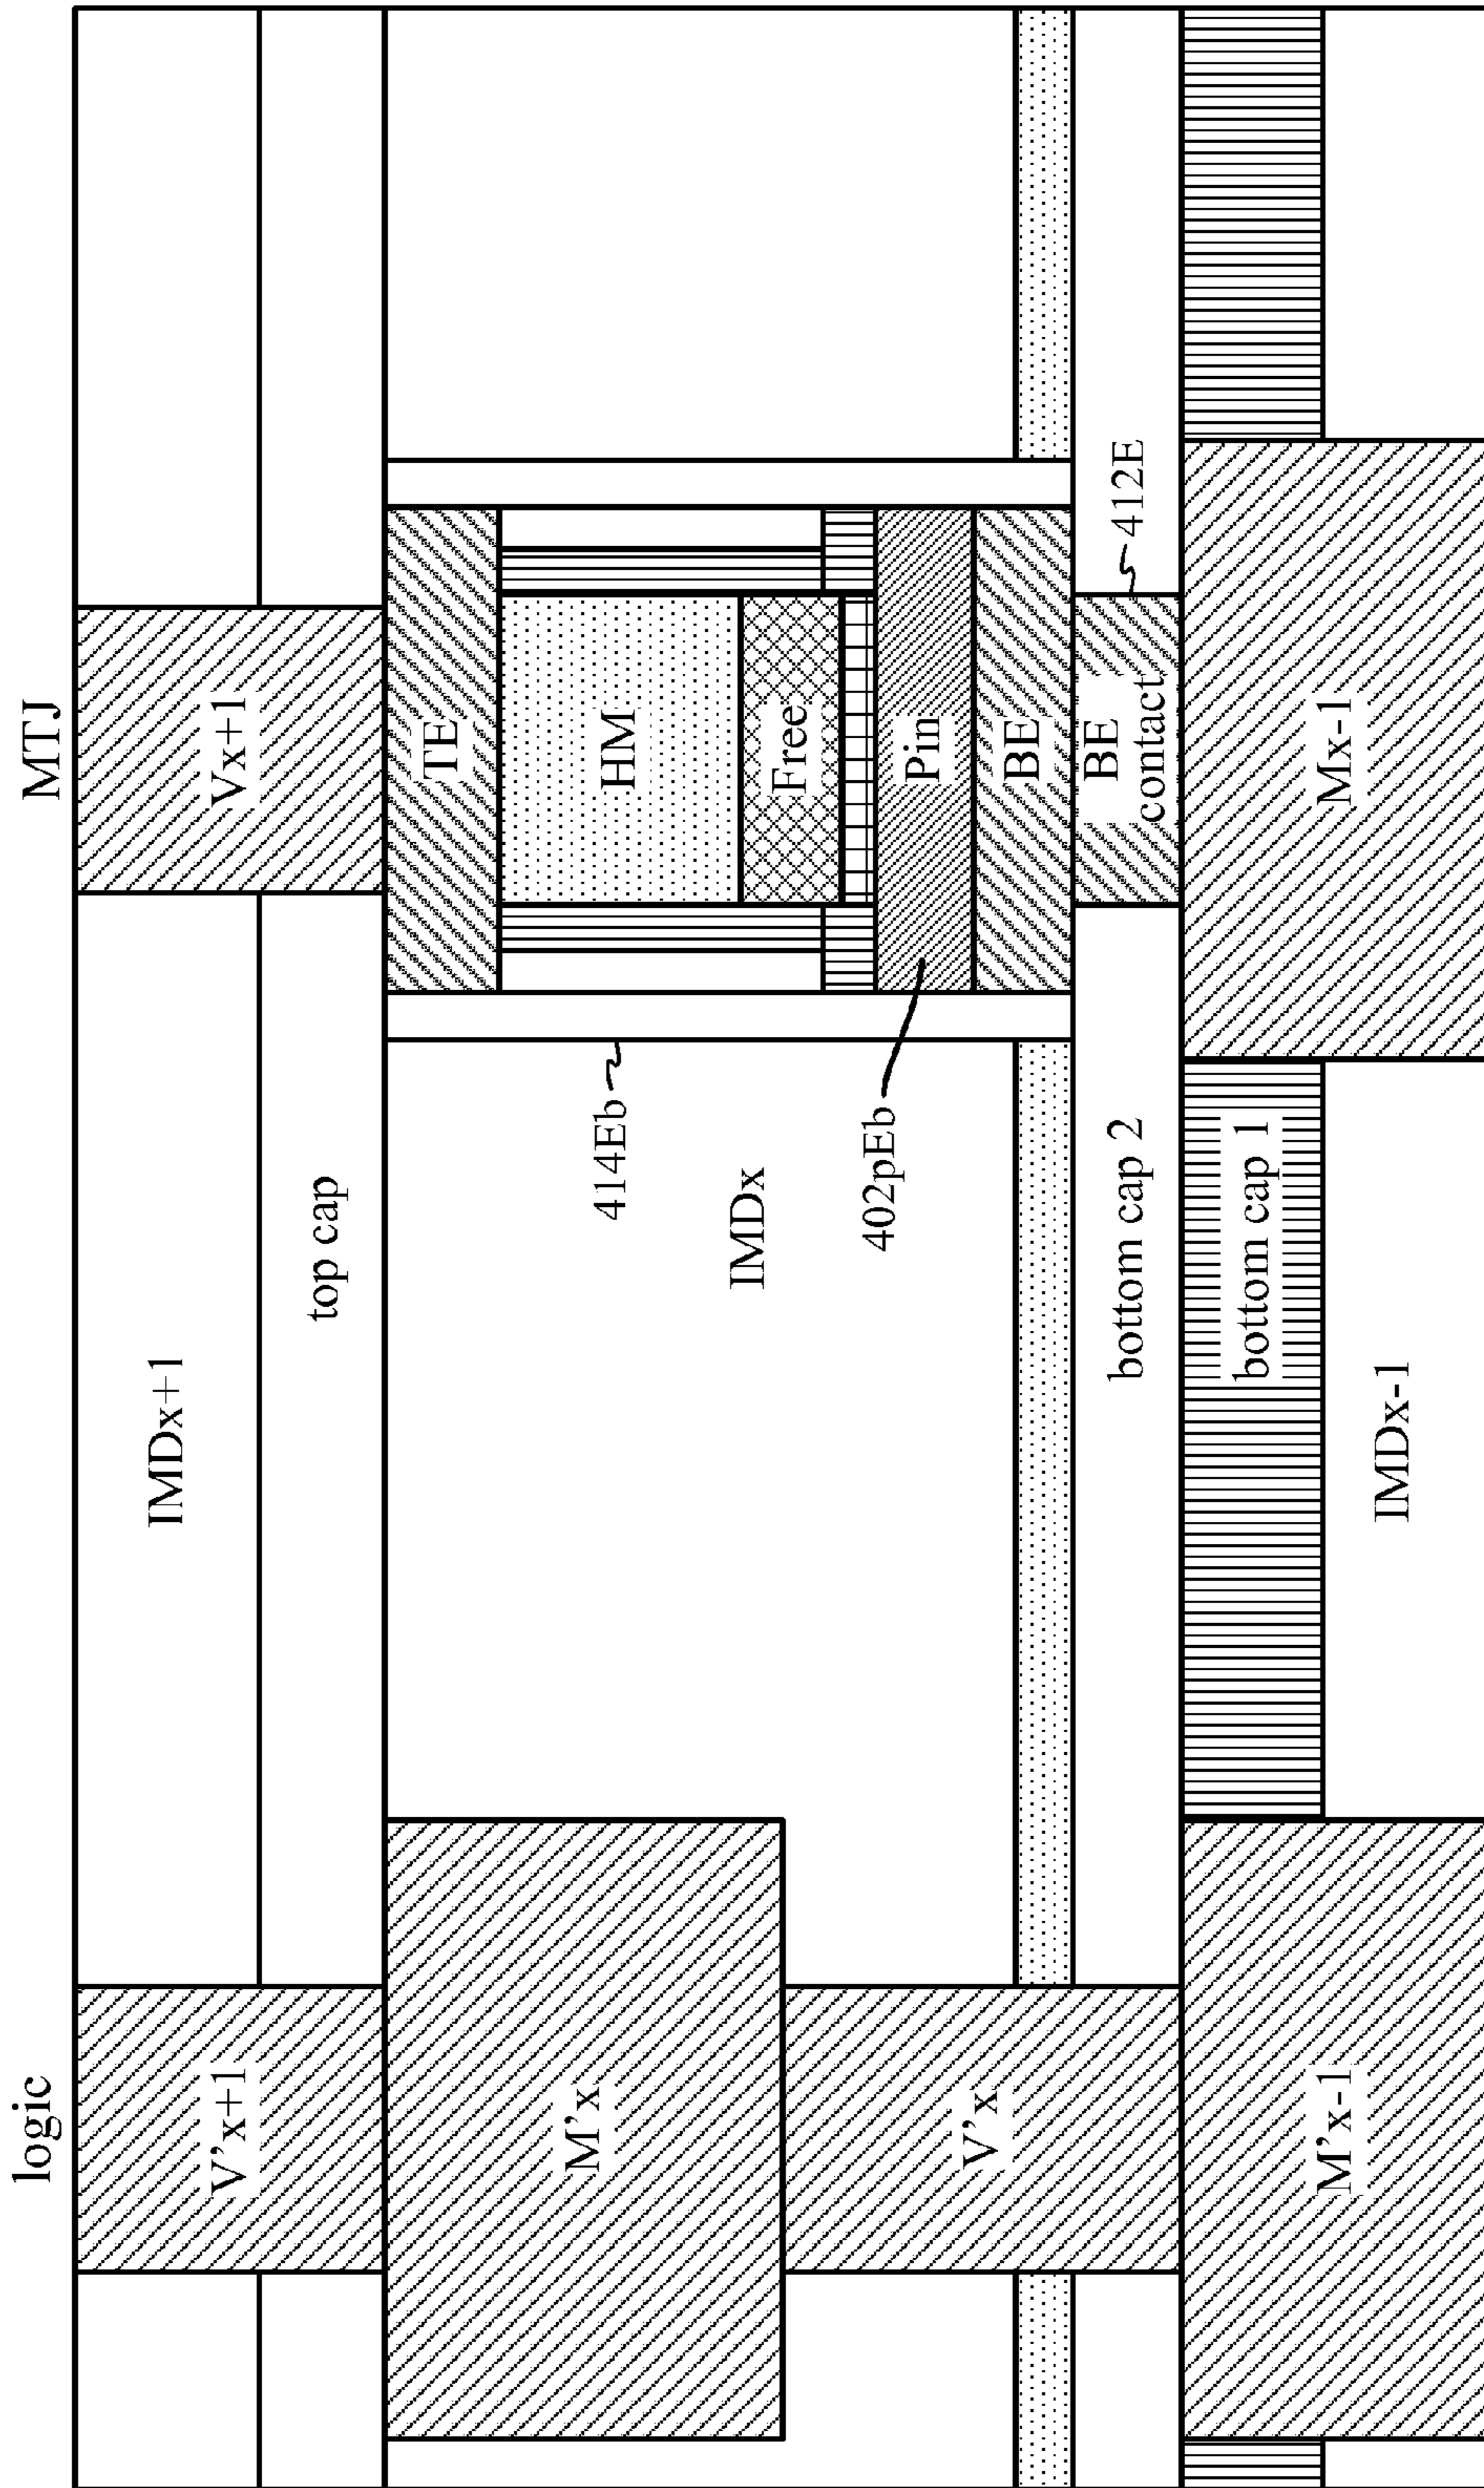 logic
MTJ
V'x+1
IMDx+1
Vx+1
top cap
TE
M'x
414Eb
HM
IMDx
Free
402pEb
Pin
V'x
BE
bottom cap 2
BE
contact
412E
bottom cap 1
M'x-1
IMDx-1
Mx-1